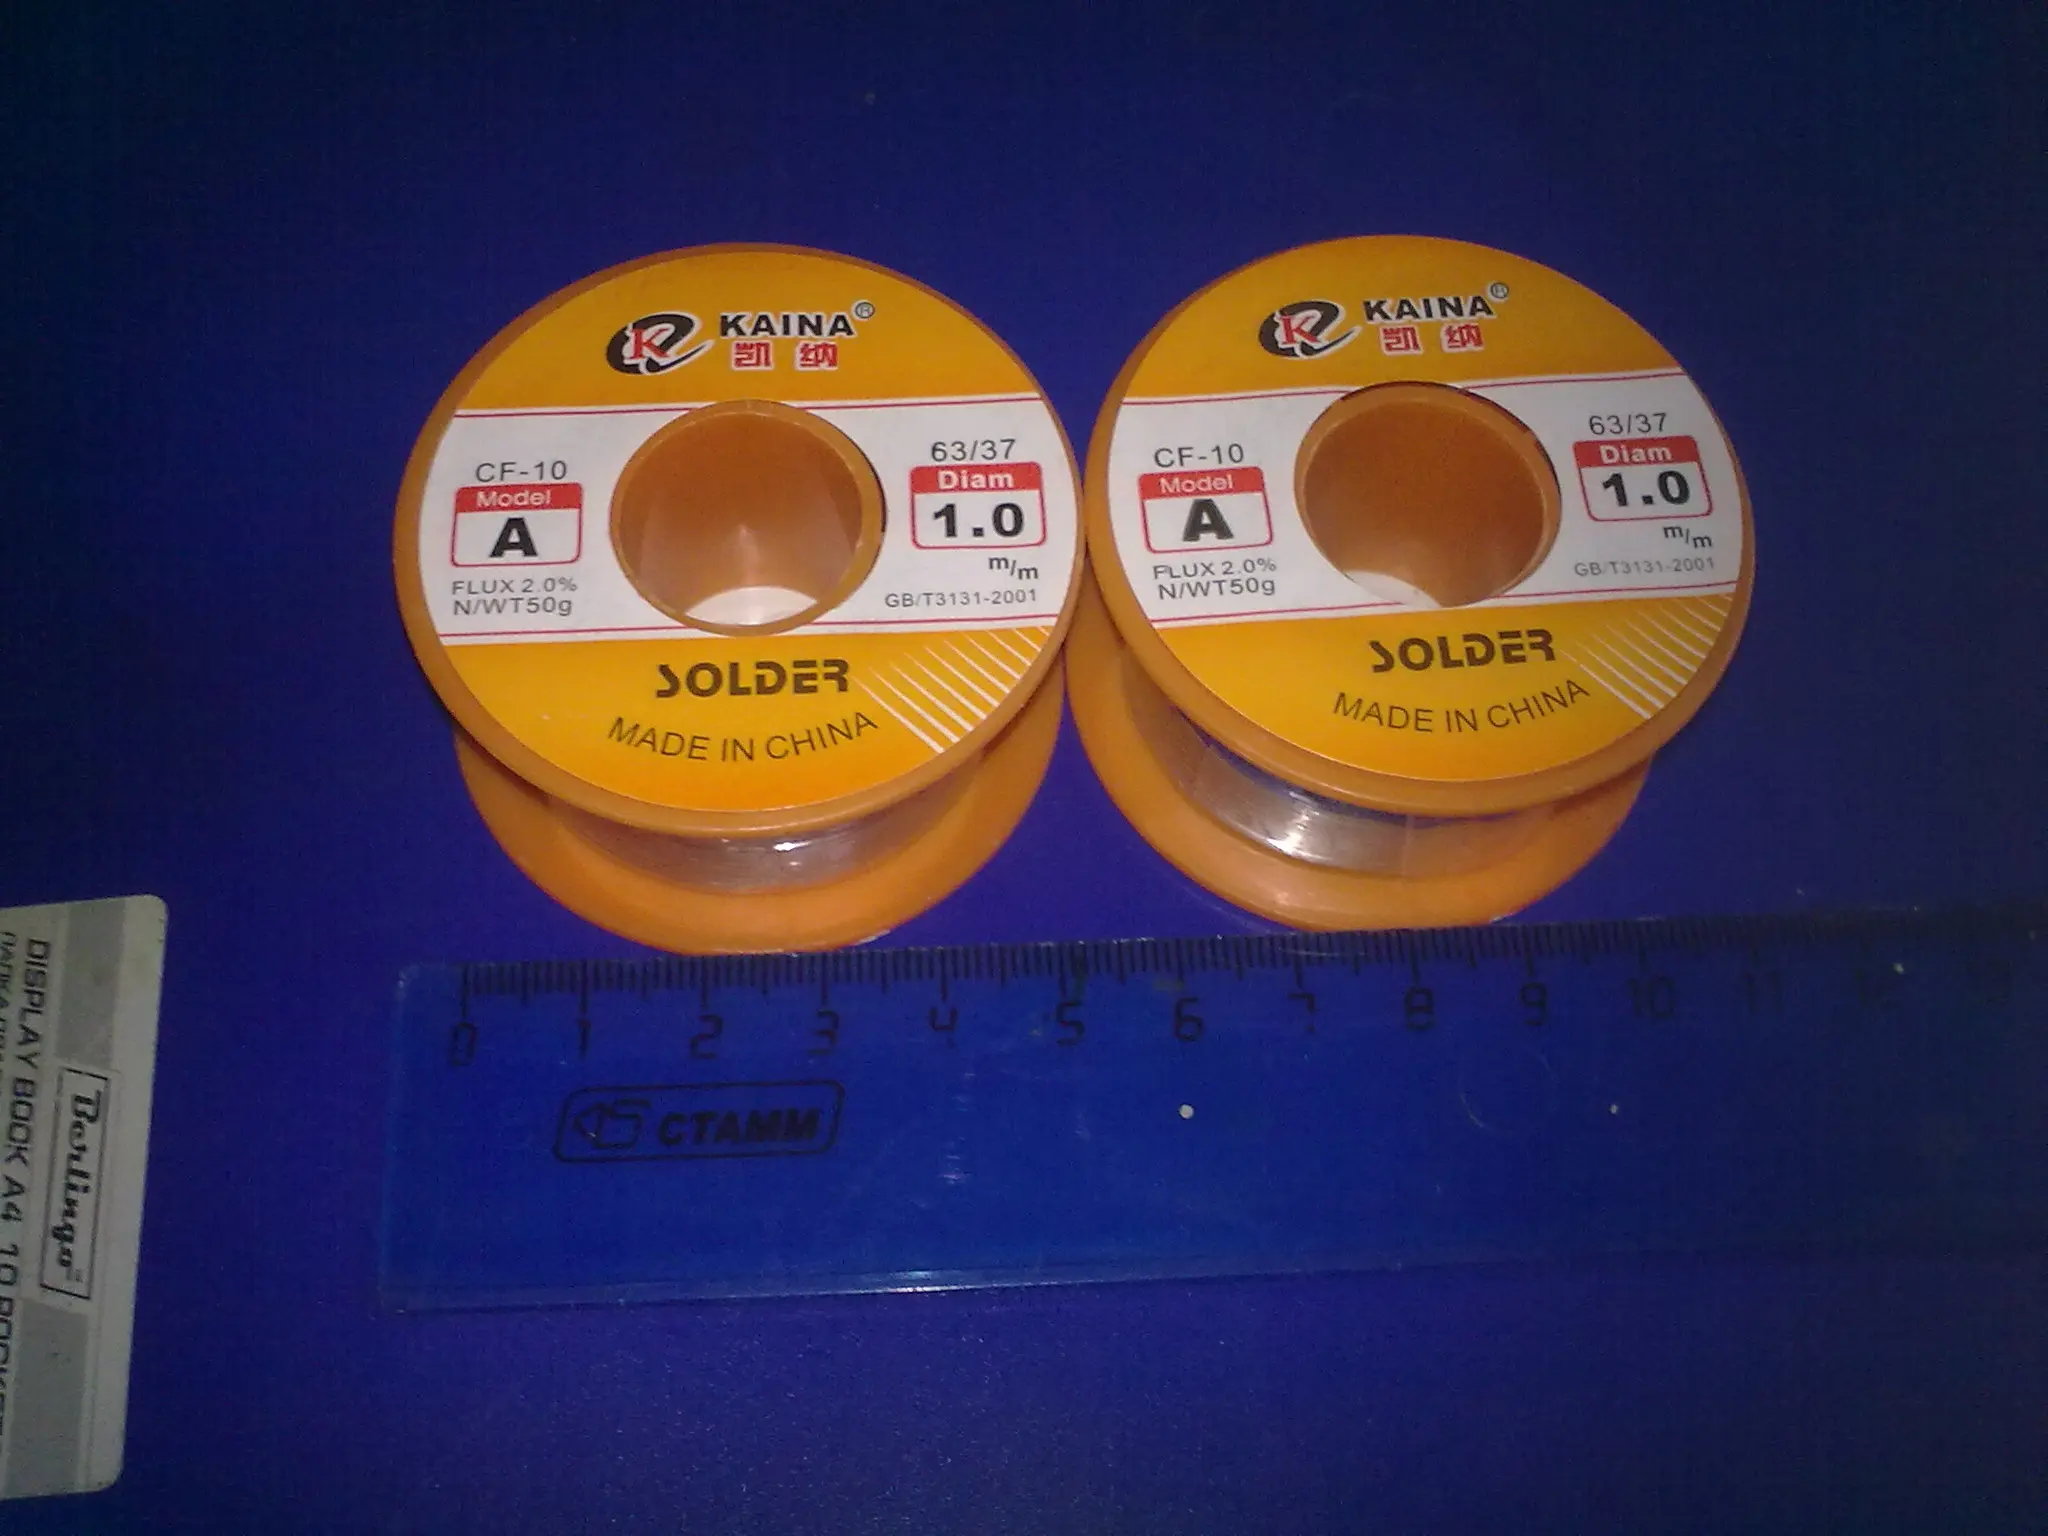 KAINA®
凯纳
CF-10
Model
A
FLUX 2.0%
N/WT50g
63/37
Diam
1.0
m/m
GB/T3131-2001
SOLDER
MADE IN CHINA
KAINA®
凯纳
CF-10
Model
A
FLUX 2.0%
N/WT50g
63/37
Diam
1.0
m/m
GB/T3131-2001
SOLDER
MADE IN CHINA
0 1 2 3 4 5 6 7 8 9 10 11
СТАММ
Berlingo
DISPLAY BOOK A4 10